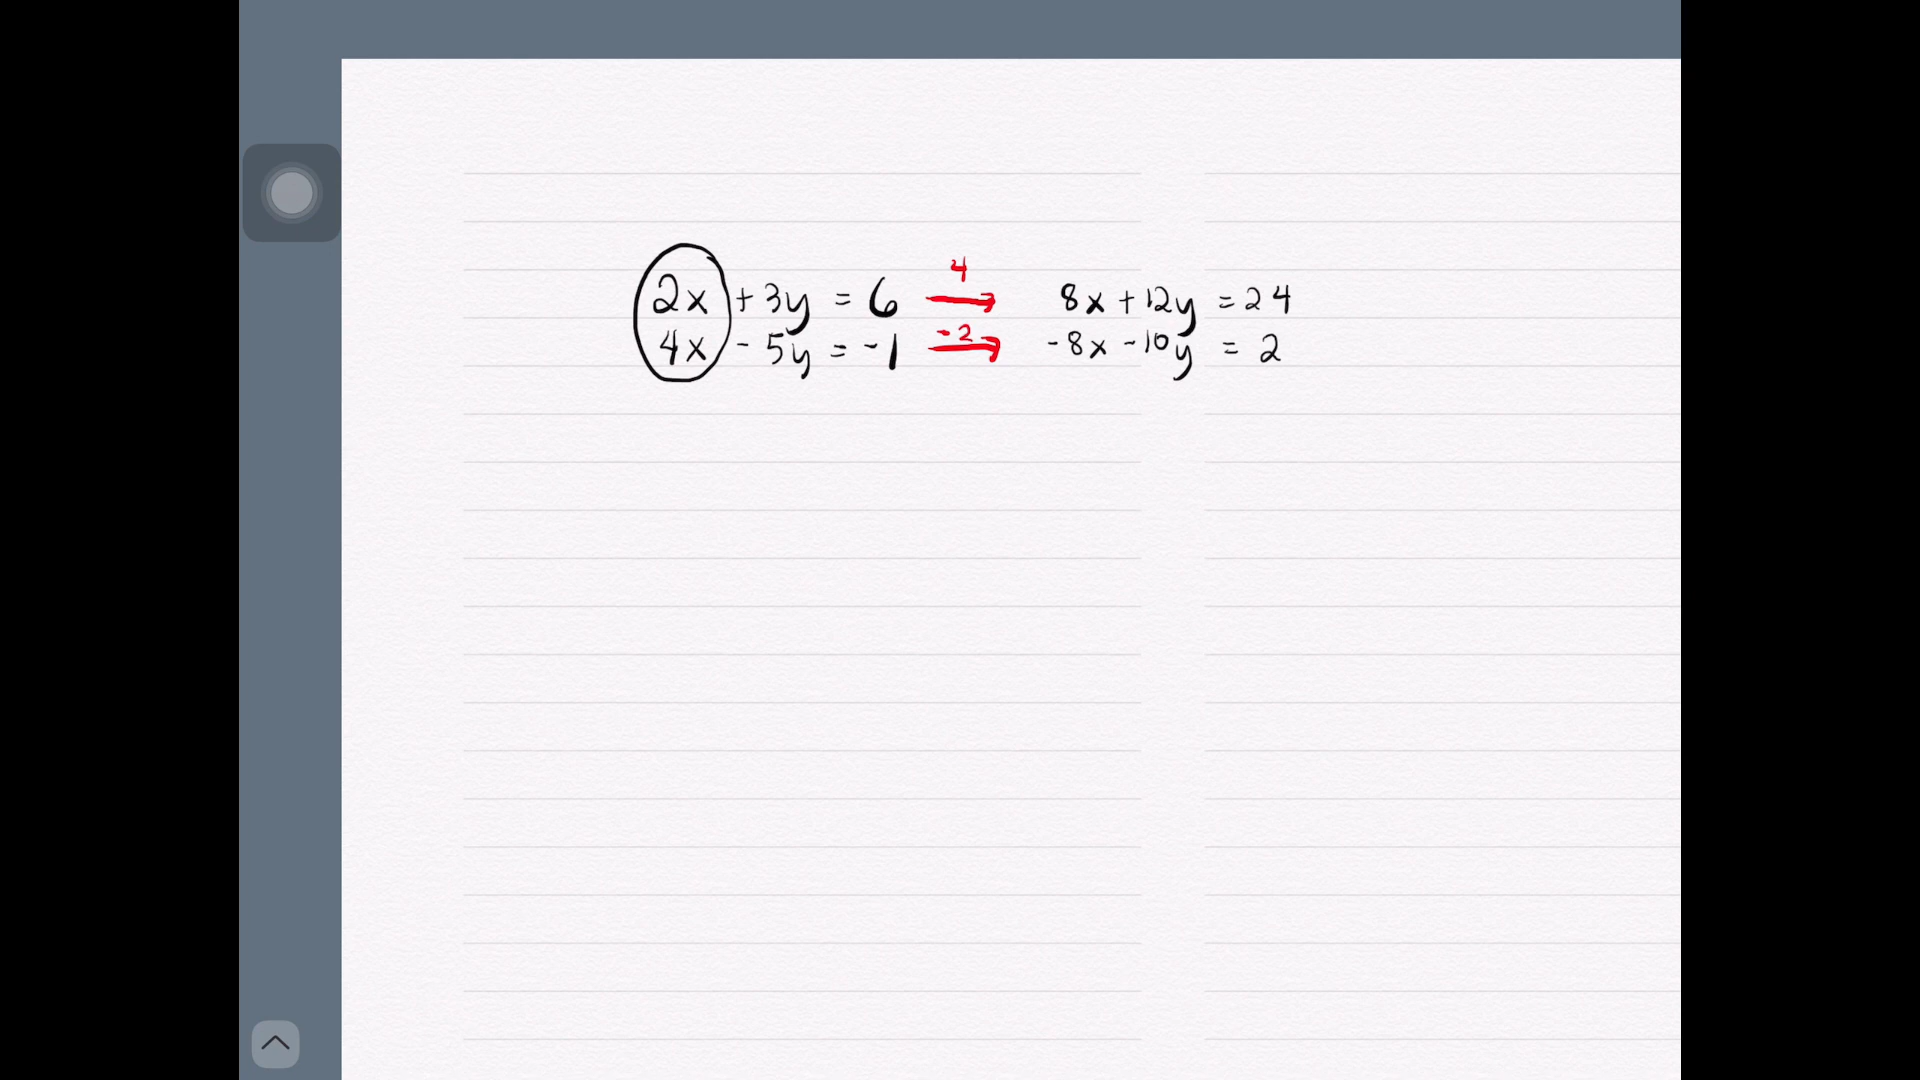 2x + 3y = 6 4→ 8x + 12y = 24
4x - 5y = -1 -2→ -8x - 10y = 2